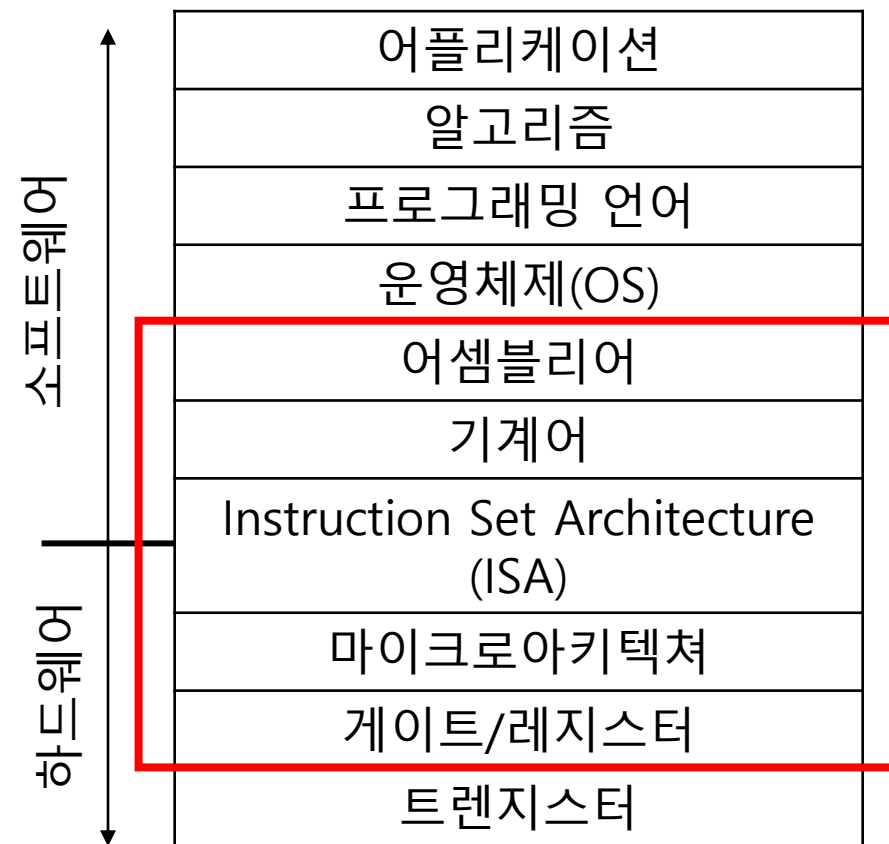 어플리케이션
알고리즘
프로그래밍 언어
운영체제(OS)
어셈블리어
기계어
Instruction Set Architecture
(ISA)
마이크로아키텍쳐
게이트/레지스터
트렌지스터
소프트웨어
하드웨어